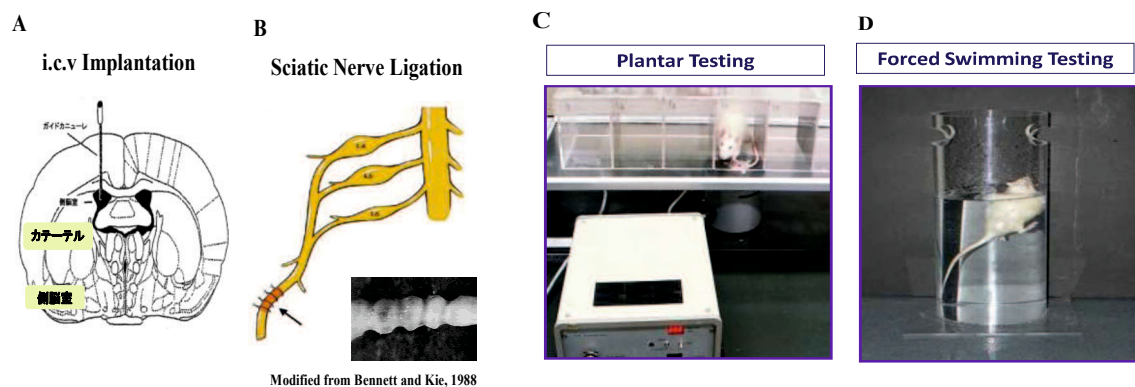 A
i.c.v Implantation
ガイドカニューレ
側脳室
カテーテル
側脳室
B
Sciatic Nerve Ligation
Modified from Bennett and Kie, 1988
C
Plantar Testing
D
Forced Swimming Testing